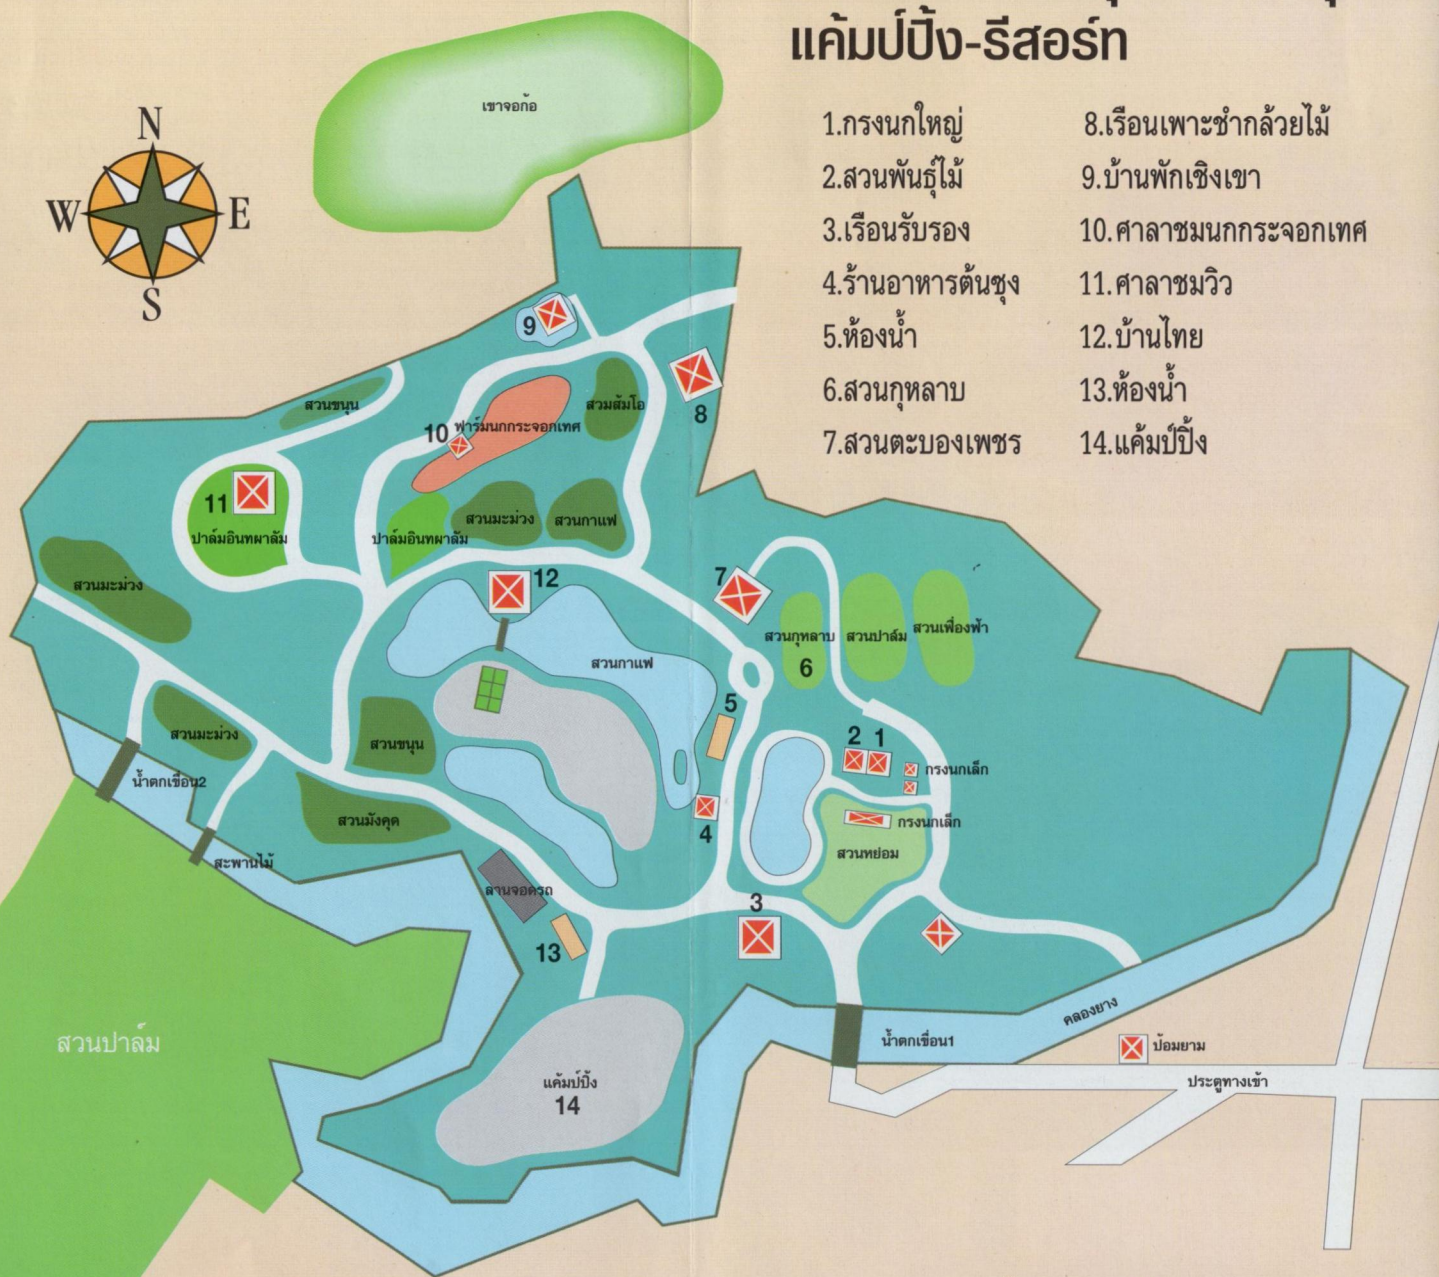 แค้มป์ปิ้ง-รีสอร์ท
1.กรงนกใหญ่
2.สวนพันธุ์ไม้
3.เรือนรับรอง
4.ร้านอาหารต้นซุง
5.ห้องน้ำ
6.สวนกุหลาบ
7.สวนตะบองเพชร
8.เรือนเพาะชำกล้วยไม้
9.บ้านพักเชิงเขา
10.ศาลาชมนกกระจอกเทศ
11.ศาลาชมวิว
12.บ้านไทย
13.ห้องน้ำ
14.แค้มป์ปิ้ง
เขาจอก้อ
N
W
E
S
9
8
สวนขนุน
สวมส้มโอ
10
ฟาร์มนกกระจอกเทศ
11
ปาล์มอินทผาลัม
ปาล์มอินทผาลัม
สวนมะม่วง
สวนกาแฟ
สวนมะม่วง
12
7
สวนกุหลาบ
6
สวนปาล์ม
สวนเฟื่องฟ้า
สวนกาแฟ
5
สวนมะม่วง
สวนขนุน
2
1
กรงนกเล็ก
น้ำตกเขื่อน2
สวนมังคุด
4
กรงนกเล็ก
สวนหย่อม
สะพานไม้
ลานจอดรถ
3
13
สวนปาล์ม
คลองยาง
น้ำตกเขื่อน1
ป้อมยาม
ประตูทางเข้า
แค้มป์ปิ้ง
14